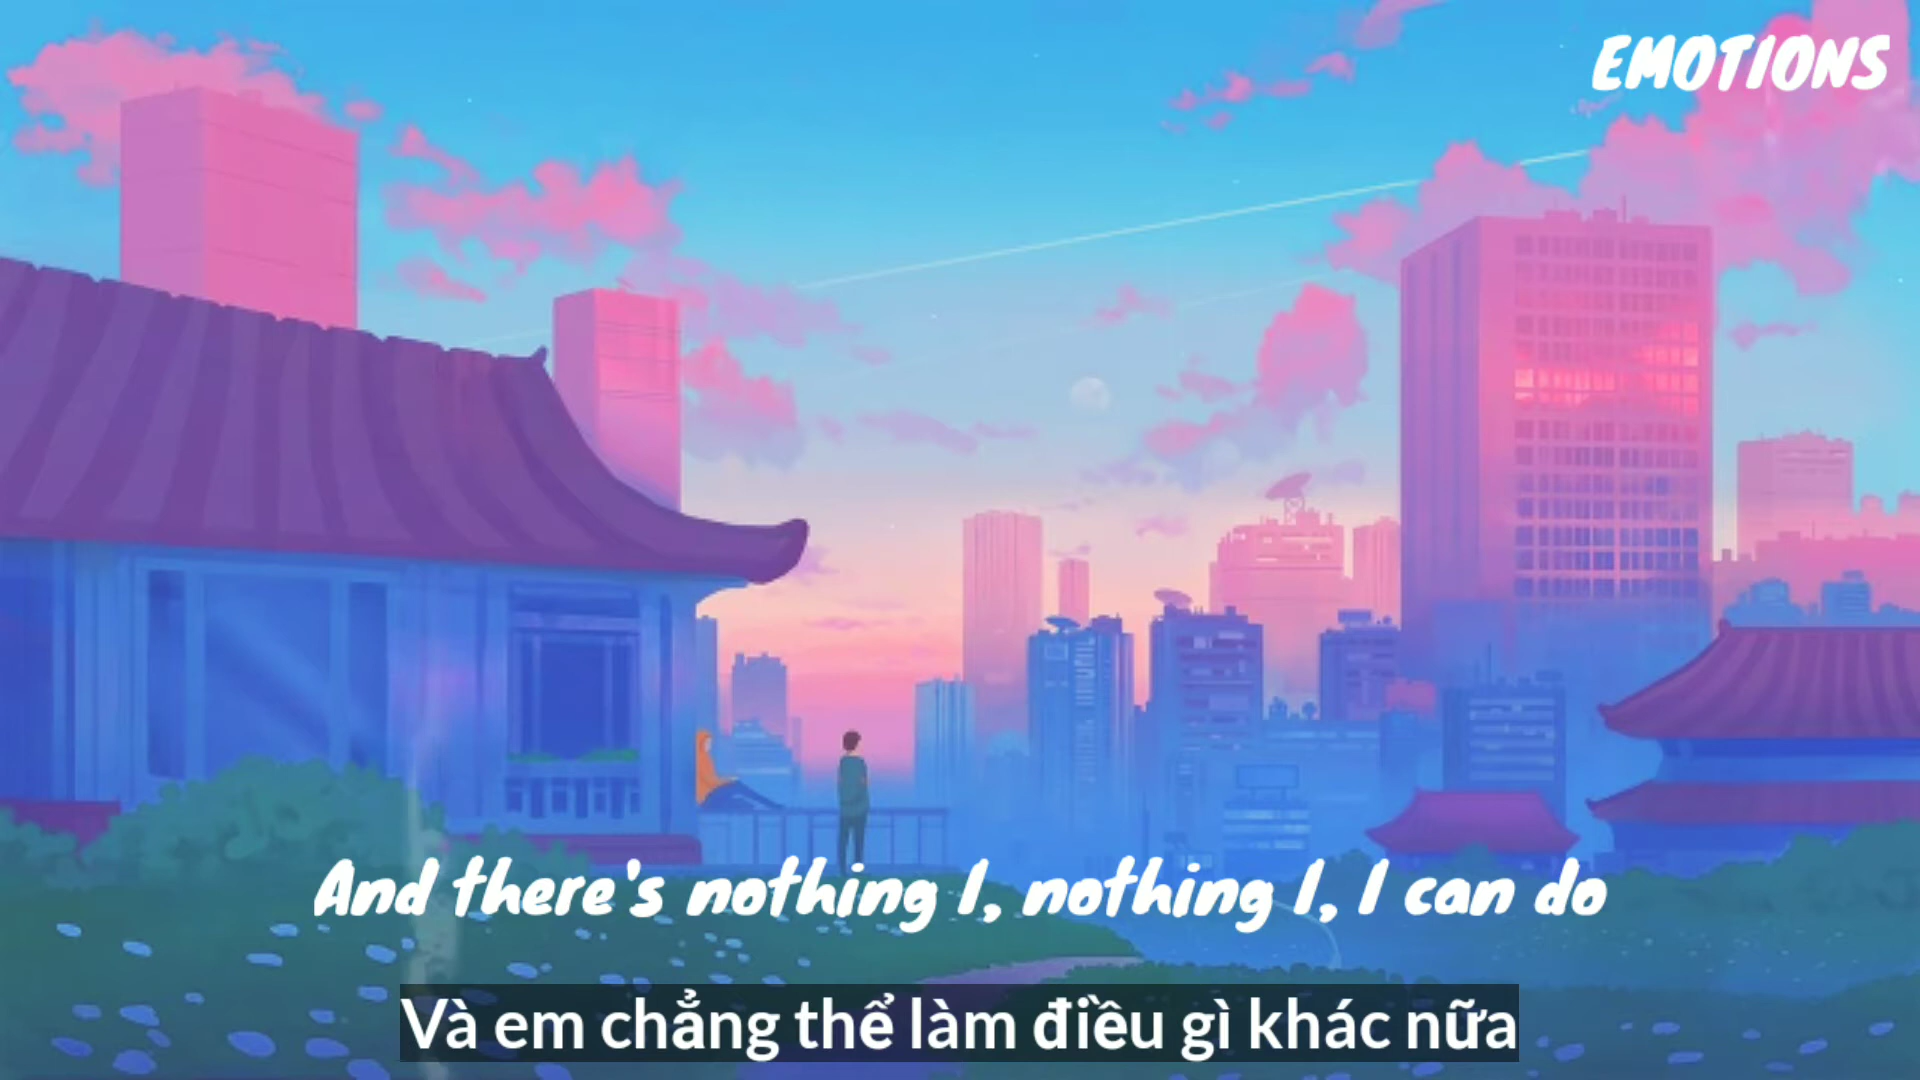 EMOTIONS
And there's nothing I, nothing I, I can do
Và em chẳng thể làm điều gì khác nữa